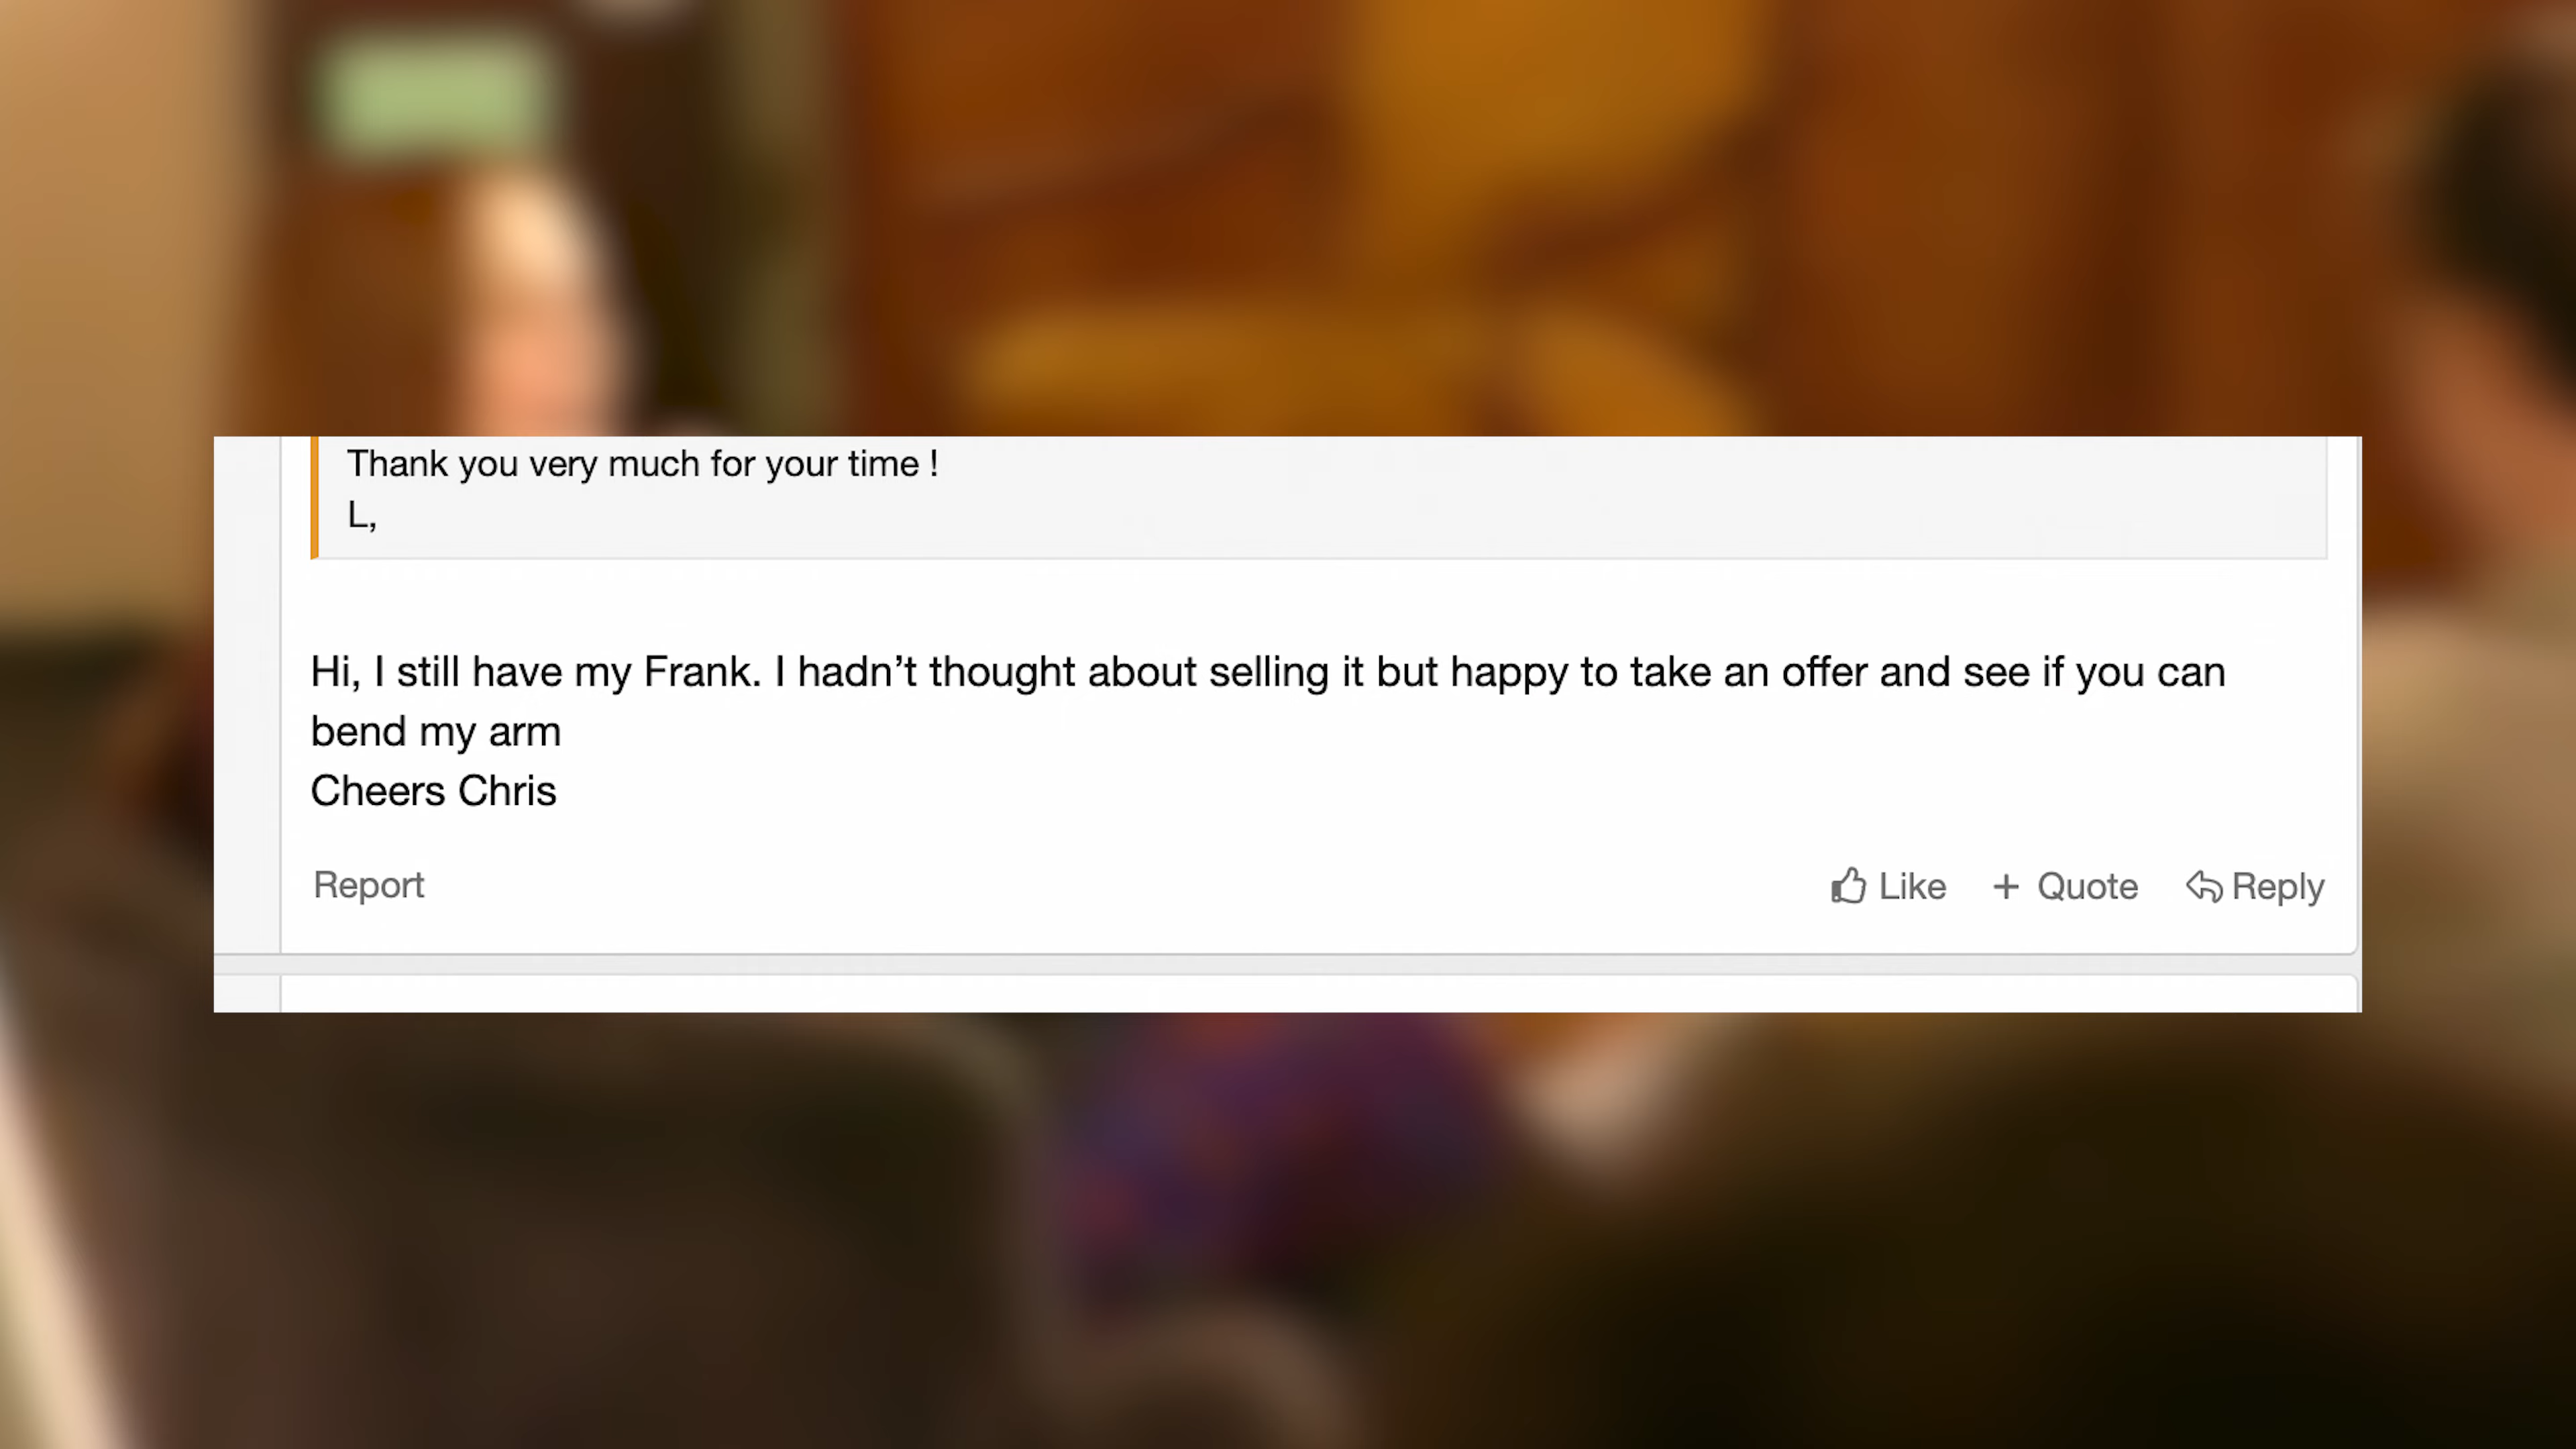 Thank you very much for your time !
L,
Hi, I still have my Frank. I hadn’t thought about selling it but happy to take an offer and see if you can
bend my arm
Cheers Chris
Report
Like + Quote Reply